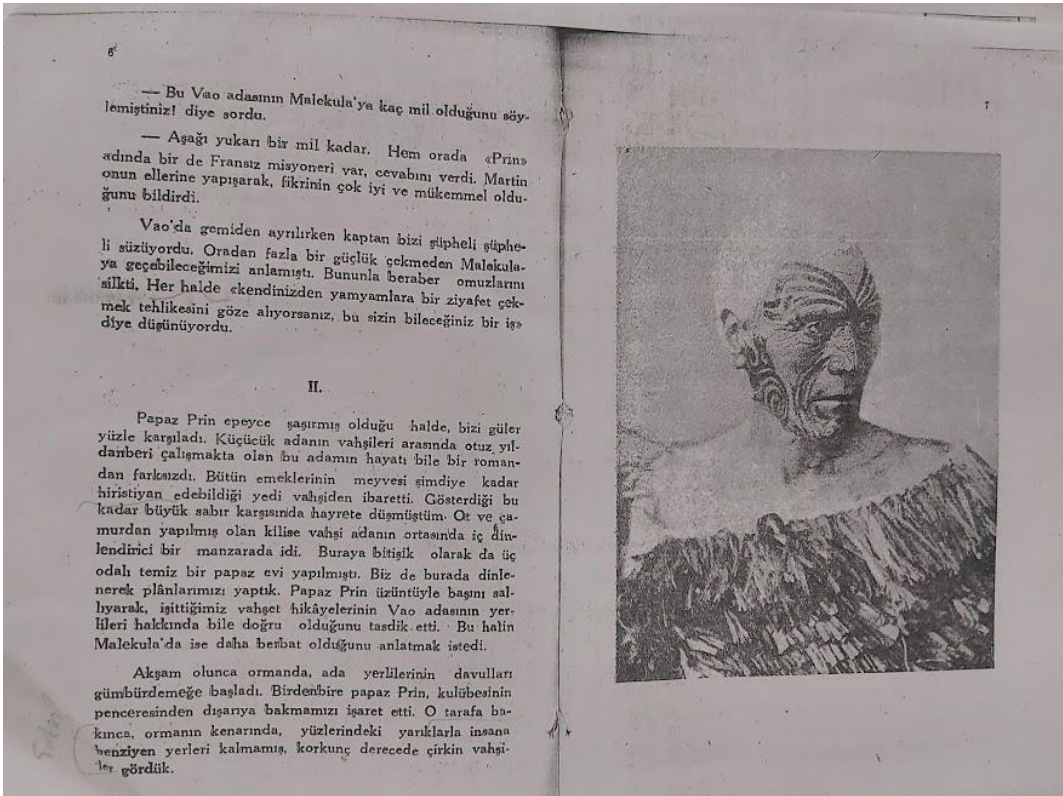 6
— Bu Vao adasının Malekula'ya kaç mil olduğunu söy-
lemiştiniz! diye sordu.
— Aşağı yukarı bir mil kadar. Hem orada «Prin»
adında bir de Fransız misyoneri var, cevabını verdi. Martin
onun ellerine yapışarak, fikrinin çok iyi ve mükemmel oldu-
ğunu bildirdi.
Vao'da gemiden ayrılırken kaptan bizi şüpheli şüphe-
li süzüyordu. Oradan fazla bir güçlük çekmeden Malekula-
ya geçebileceğimizi anlamıştı. Bununla beraber omuzlarını
silkti. Her halde «kendinizden yamyamlara bir ziyafet çek-
mek tehlikesini göze alıyorsanız, bu sizin bileceğiniz bir iş»
diye düşünüyordu.
II.
Papaz Prin epeyce şaşırmış olduğu halde, bizi güler
yüzle karşıladı. Küçücük adanın vahşileri arasında otuz yıl-
danberi çalışmakta olan bu adamın hayatı bile bir roman-
dan farksızdı. Bütün emeklerinin meyvesi şimdiye kadar
hiristiyan edebildiği yedi vahşiden ibaretti. Gösterdiği bu
kadar büyük sabır karşısında hayrete düşmüştüm. Ot ve ça-
murdan yapılmış olan kilise vahşi adanın ortasında iç din-
lendirici bir manzarada idi. Buraya bitişik olarak da üç
odalı temiz bir papaz evi yapılmıştı. Biz de burada dinle-
nerek plânlarımızı yaptık. Papaz Prin üzüntüyle başını sal-
lıyarak, işittiğimiz vahşet hikâyelerinin Vao adasının yer-
lileri hakkında bile doğru olduğunu tasdik etti. Bu halin
Malekula'da ise daha berbat olduğunu anlatmak istedi.
Akşam olunca ormanda, ada yerlilerinin davulları
gümbürdemeğe başladı. Birdenbire papaz Prin, kulübesinin
penceresinden dışarıya bakmamızı işaret etti. O tarafa ba-
kınca, ormanın kenarında, yüzlerindeki yarıklarla insana
benziyen yerleri kalmamış, korkunç derecede çirkin vahşi-
ler gördük.
7